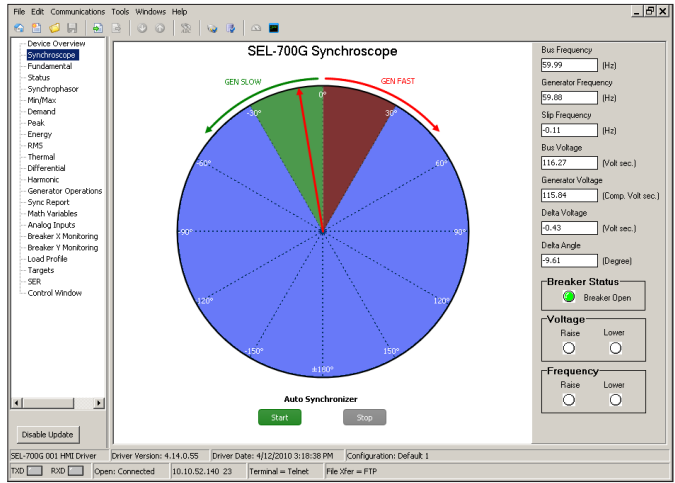 File Edit Communications Tools Windows Help
Device Overview
Synchroscope
Fundamental
Status
Synchrophasor
Min/Max
Demand
Peak
Energy
RMS
Thermal
Differential
Harmonic
Generator Operations
Sync Report
Math Variables
Analog Inputs
Breaker X Monitoring
Breaker Y Monitoring
Load Profile
Targets
SER
Control Window
Disable Update
SEL-700G Synchroscope
GEN SLOW
GEN FAST
0°
-30°
30°
-60°
60°
-90°
90°
-120°
120°
-150°
150°
±180°
Auto Synchronizer
Start
Stop
Bus Frequency
59.99 (Hz)
Generator Frequency
59.88 (Hz)
Slip Frequency
-0.11 (Hz)
Bus Voltage
116.27 (Volt sec.)
Generator Voltage
115.84 (Comp. Volt sec.)
Delta Voltage
-0.43 (Volt sec.)
Delta Angle
-9.61 (Degree)
Breaker Status
Breaker Open
Voltage
Raise Lower
Frequency
Raise Lower
SEL-700G 001 HMI Driver Driver Version: 4.14.0.55 Driver Date: 4/12/2010 3:18:38 PM Configuration: Default 1
TXD RXD Open: Connected 10.10.52.140 23 Terminal = Telnet File Xfer = FTP